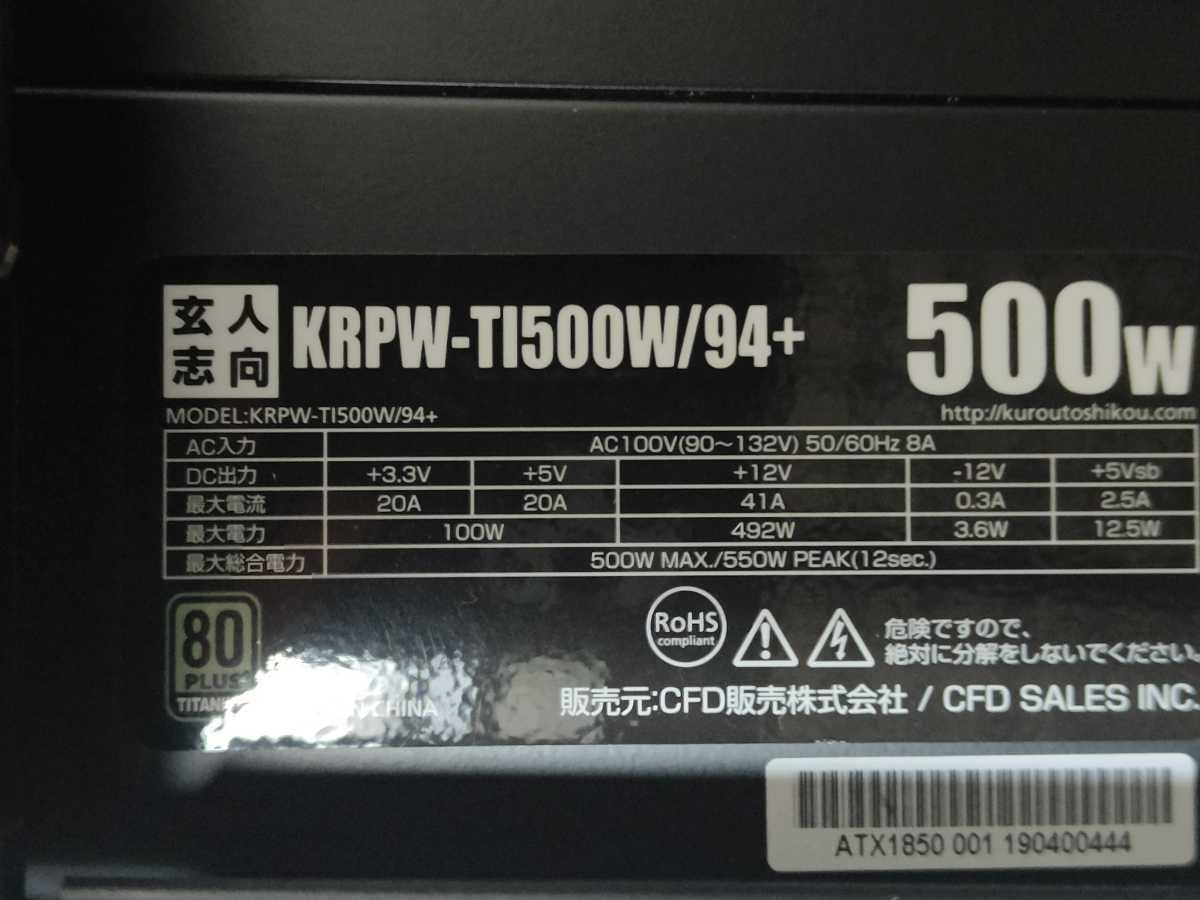 玄人
志向
KRPW-TI500W/94+
500W
MODEL:KRPW-TI500W/94+
http://kuroutoshikou.com
AC入力 AC100V(90〜132V) 50/60Hz 8A
DC出力 +3.3V +5V +12V -12V +5Vsb
最大電流 20A 20A 41A 0.3A 2.5A
最大電力 100W 492W 3.6W 12.5W
最大総合電力 500W MAX./550W PEAK(12sec.)
80
PLUS
RoHS
compliant
危険ですので、
絶対に分解をしないでください。
CHINA
販売元:CFD販売株式会社 / CFD SALES INC.
ATX1850 001 190400444